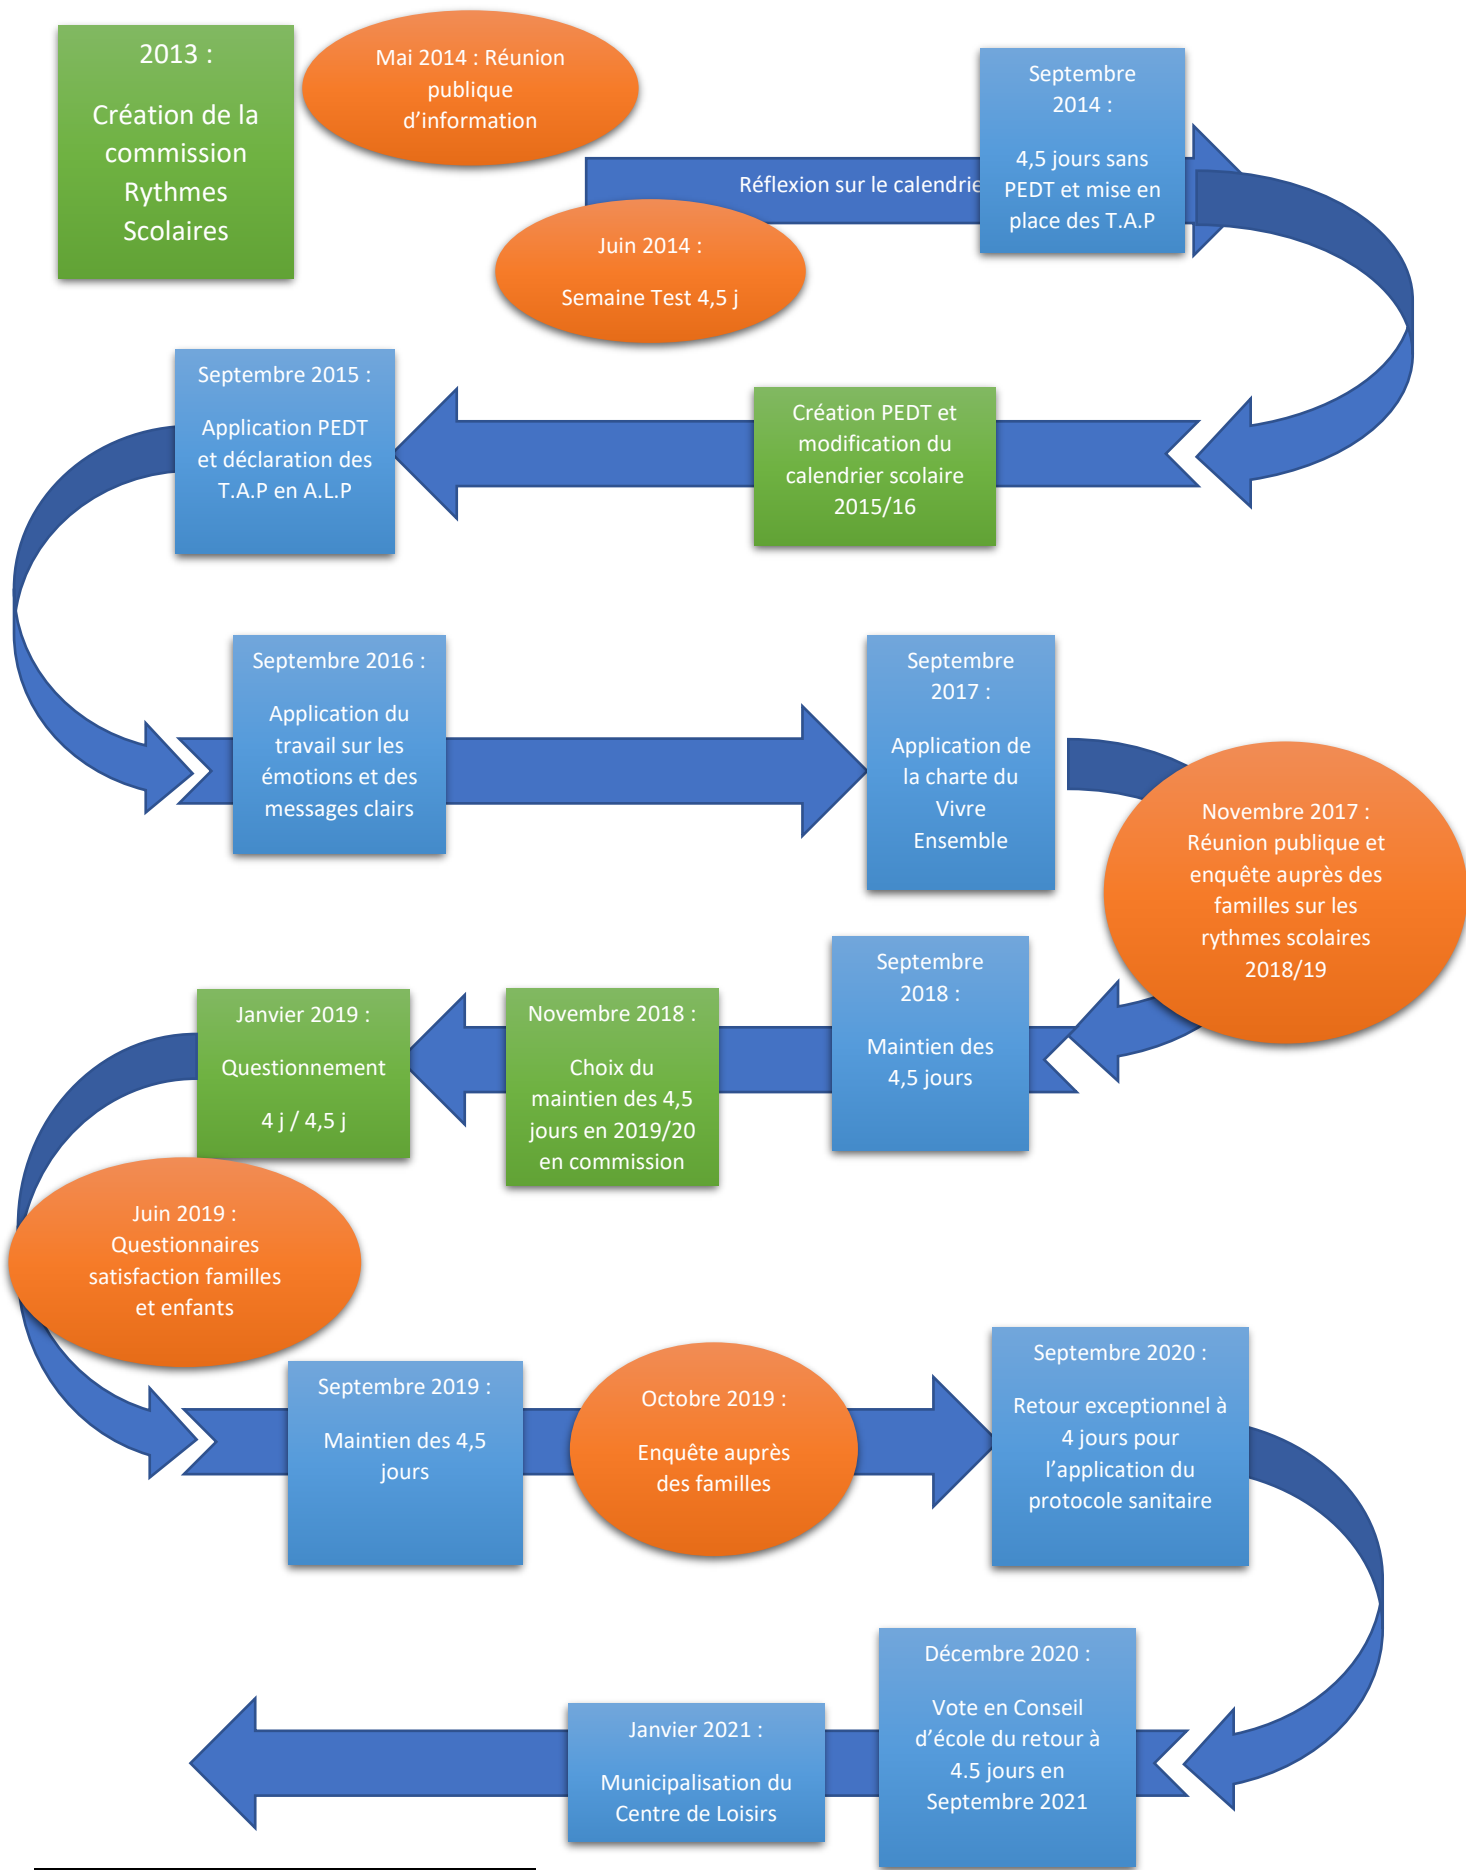 2013 :
Création de la
commission
Rythmes
Scolaires
Mai 2014 : Réunion
publique
d’information
Réflexion sur le calendrie
Juin 2014 :
Semaine Test 4,5 j
Septembre
2014 :
4,5 jours sans
PEDT et mise en
place des T.A.P
Création PEDT et
modification du
calendrier scolaire
2015/16
Septembre 2015 :
Application PEDT
et déclaration des
T.A.P en A.L.P
Septembre 2016 :
Application du
travail sur les
émotions et des
messages clairs
Septembre
2017 :
Application de
la charte du
Vivre
Ensemble
Novembre 2017 :
Réunion publique et
enquête auprès des
familles sur les
rythmes scolaires
2018/19
Septembre
2018 :
Maintien des
4,5 jours
Novembre 2018 :
Choix du
maintien des 4,5
jours en 2019/20
en commission
Janvier 2019 :
Questionnement
4 j / 4,5 j
Juin 2019 :
Questionnaires
satisfaction familles
et enfants
Septembre 2019 :
Maintien des 4,5
jours
Octobre 2019 :
Enquête auprès
des familles
Septembre 2020 :
Retour exceptionnel à
4 jours pour
l’application du
protocole sanitaire
Décembre 2020 :
Vote en Conseil
d’école du retour à
4.5 jours en
Septembre 2021
Janvier 2021 :
Municipalisation du
Centre de Loisirs